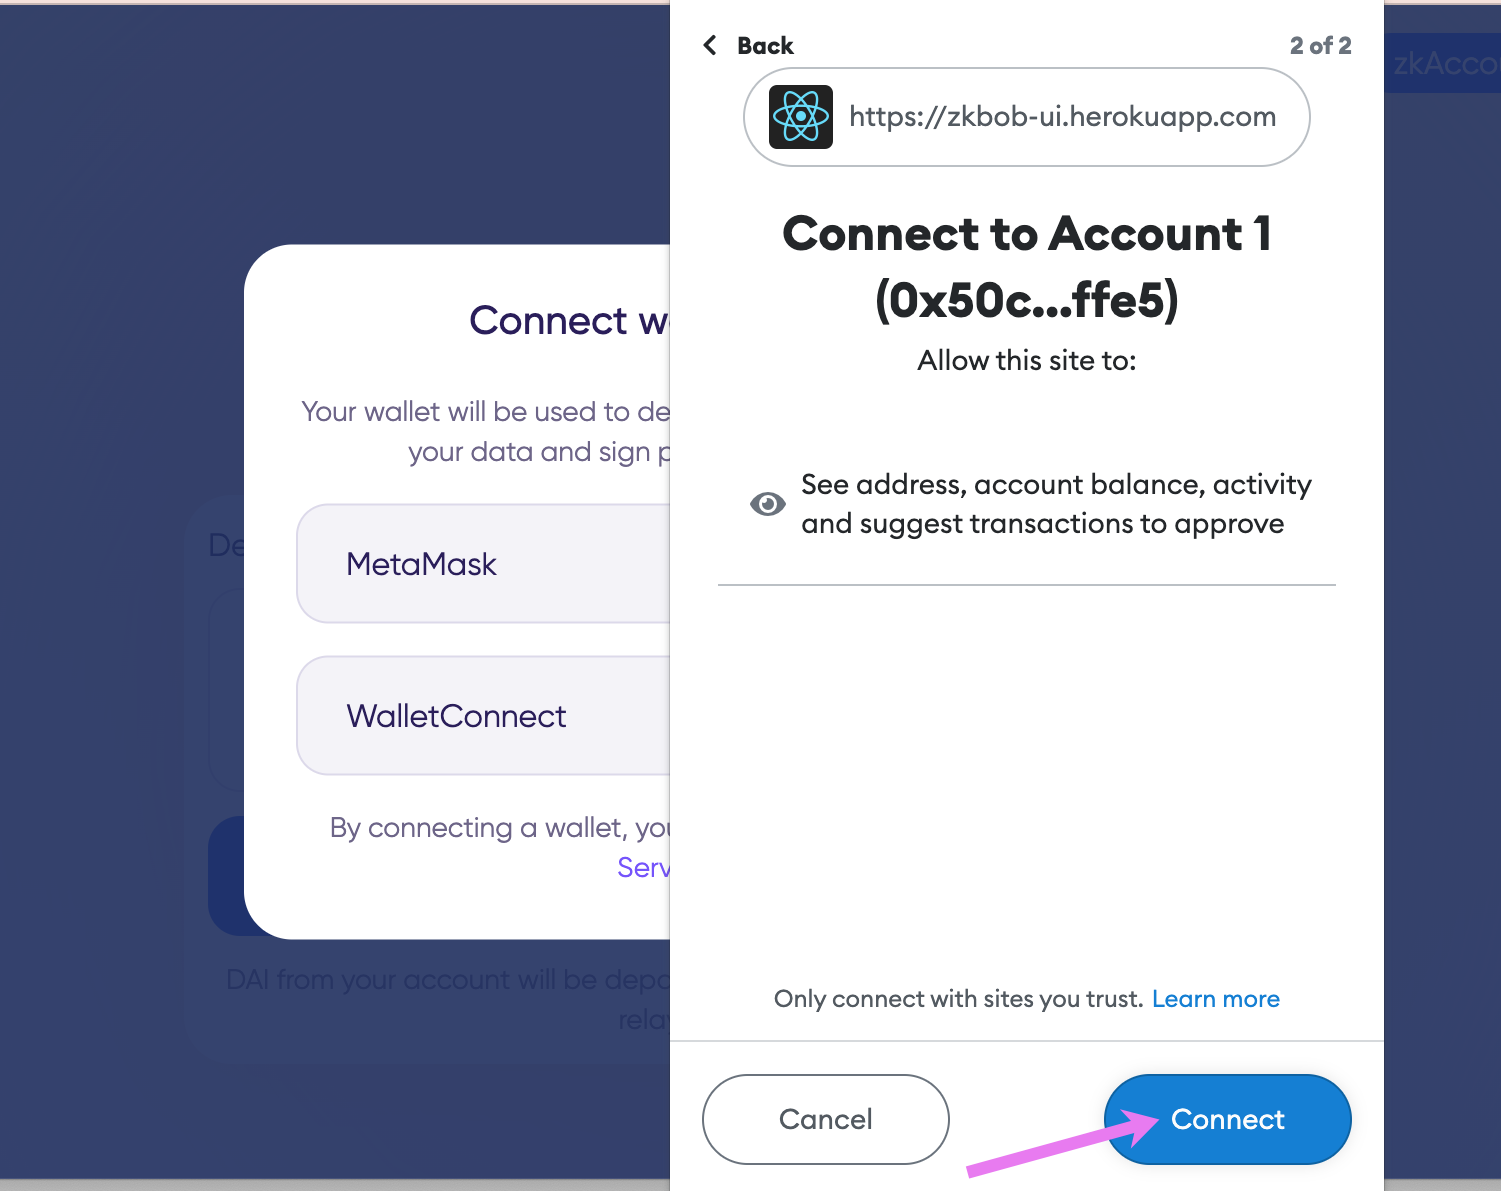 Back
2 of 2
https://zkbob-ui.herokuapp.com
Connect to Account 1
(0x50c...ffe5)
Allow this site to:
See address, account balance, activity
and suggest transactions to approve
Only connect with sites you trust. Learn more
Cancel
Connect
zkAccou
Connect w
Your wallet will be used to de
your data and sign p
MetaMask
WalletConnect
By connecting a wallet, you
Serv
De
DAI from your account will be depo
relay